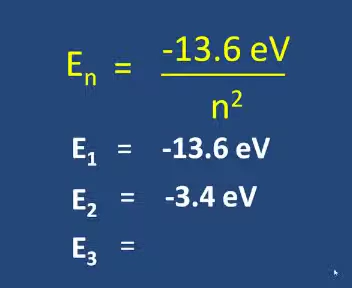 Eₙ = -13.6 eV
n²
E₁ = -13.6 eV
E₂ = -3.4 eV
E₃ =